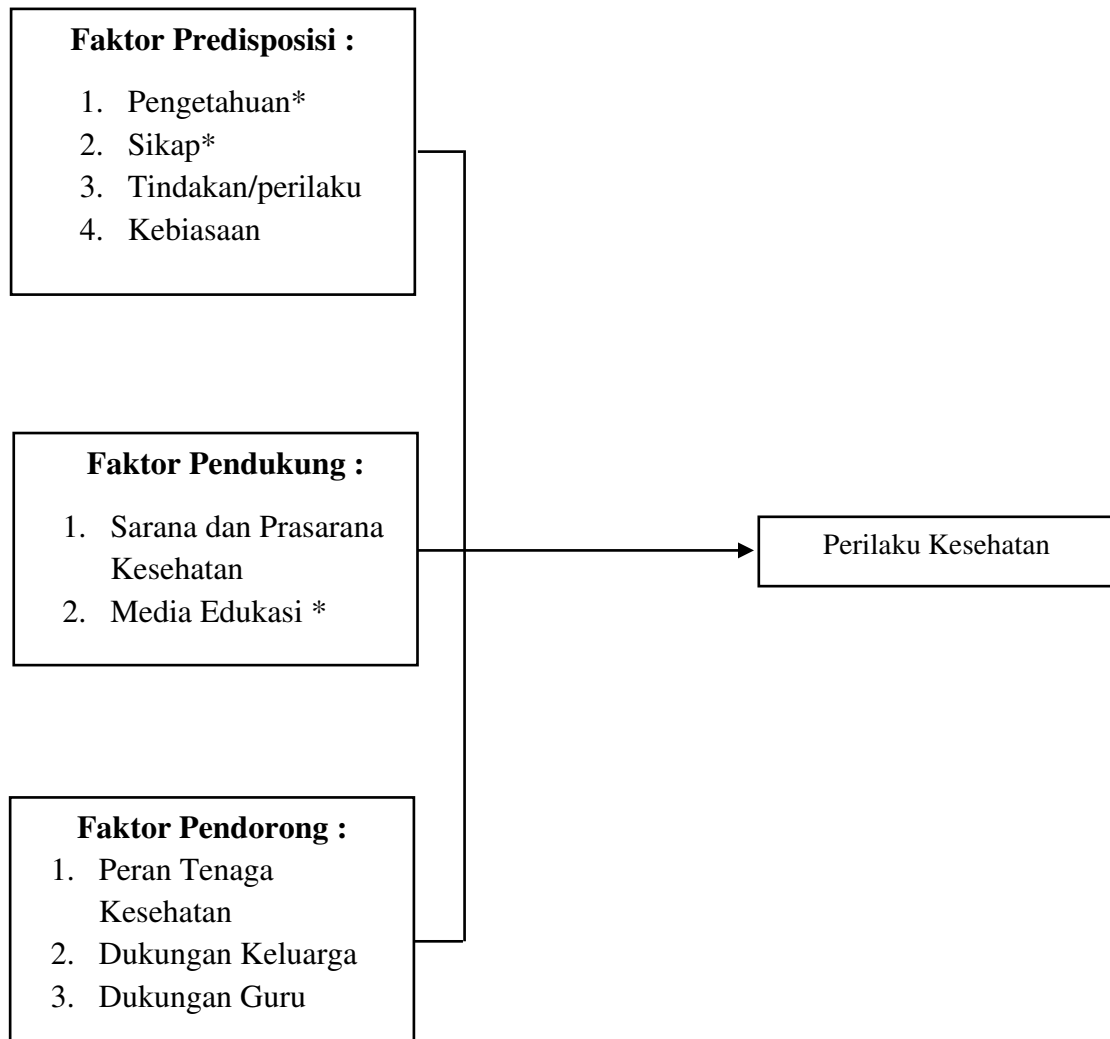 Faktor Predisposisi :
1. Pengetahuan*
2. Sikap*
3. Tindakan/perilaku
4. Kebiasaan
Faktor Pendukung :
1. Sarana dan Prasarana
Kesehatan
2. Media Edukasi *
Perilaku Kesehatan
Faktor Pendorong :
1. Peran Tenaga
Kesehatan
2. Dukungan Keluarga
3. Dukungan Guru